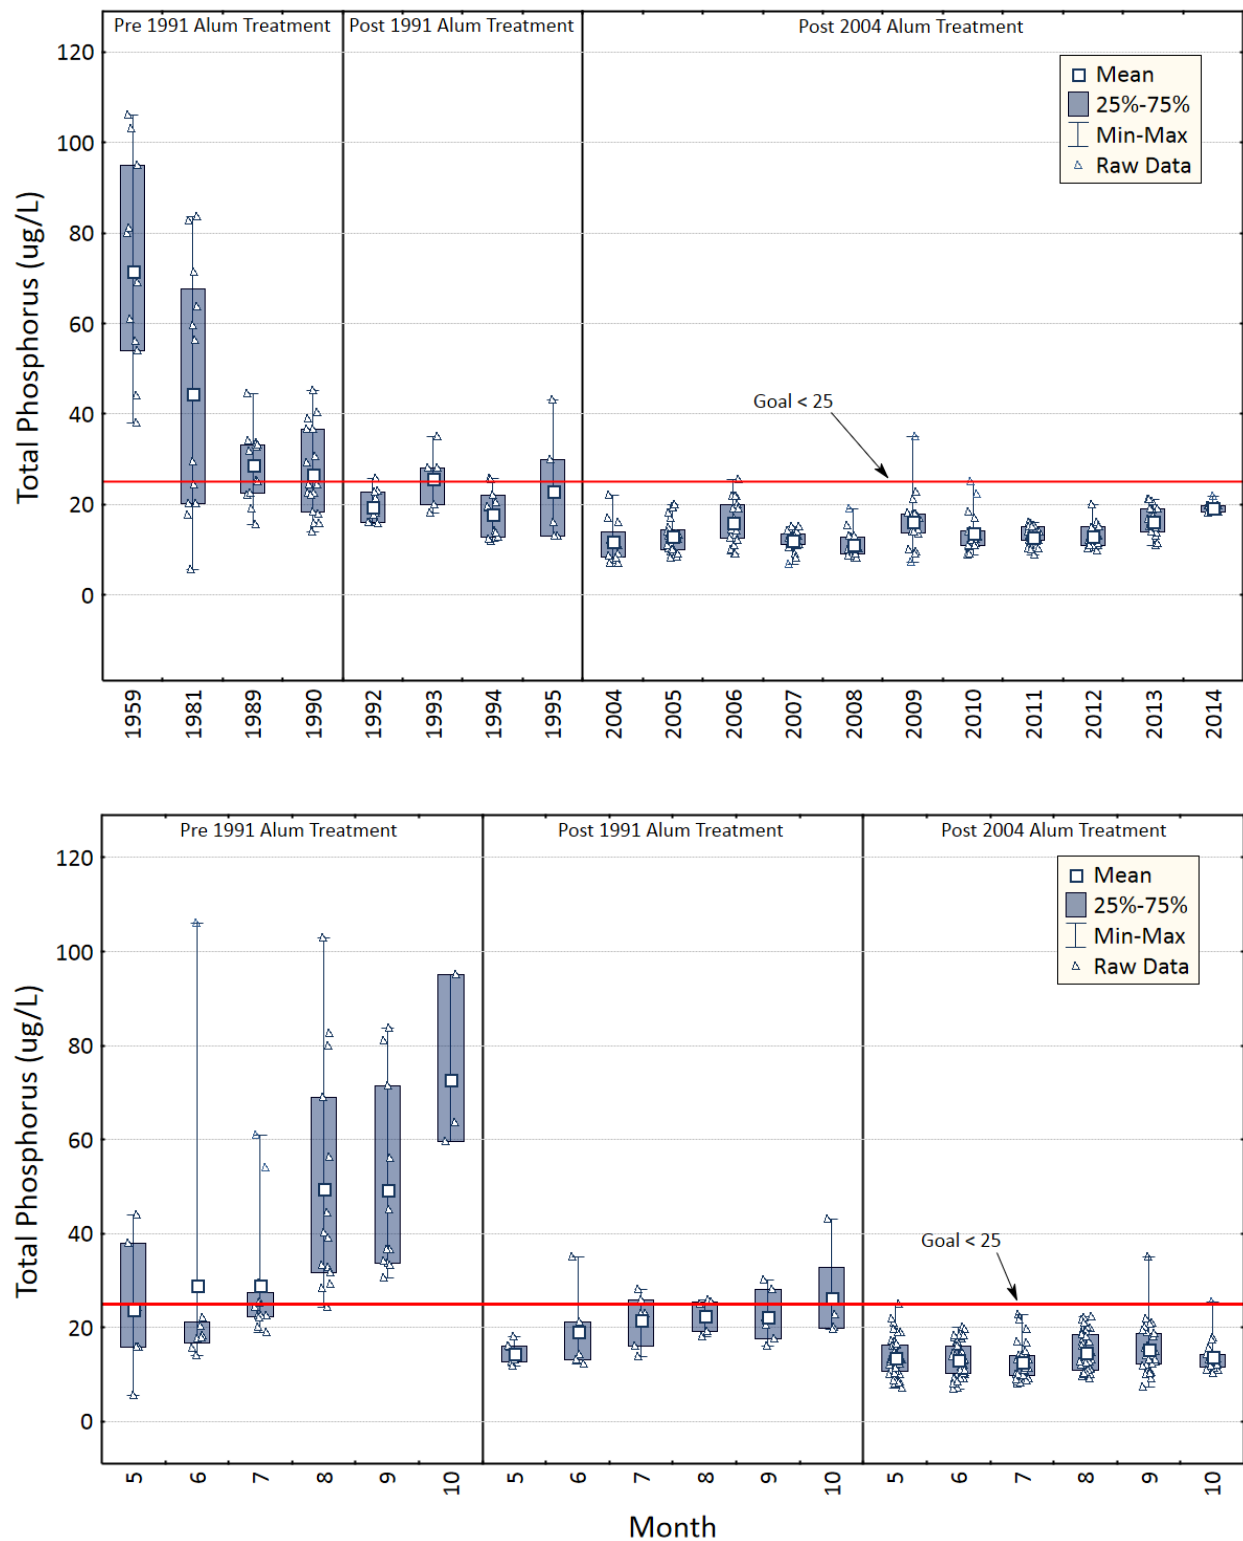 Pre 1991 Alum Treatment Post 1991 Alum Treatment Post 2004 Alum Treatment
120
100
80
60
40
20
0
Total Phosphorus (ug/L)
Mean
25%-75%
Min-Max
Raw Data
Goal < 25
1959 1981 1989 1990 1992 1993 1994 1995 2004 2005 2006 2007 2008 2009 2010 2011 2012 2013 2014
Pre 1991 Alum Treatment Post 1991 Alum Treatment Post 2004 Alum Treatment
120
100
80
60
40
20
0
Total Phosphorus (ug/L)
Mean
25%-75%
Min-Max
Raw Data
Goal < 25
5 6 7 8 9 10 5 6 7 8 9 10 5 6 7 8 9 10
Month